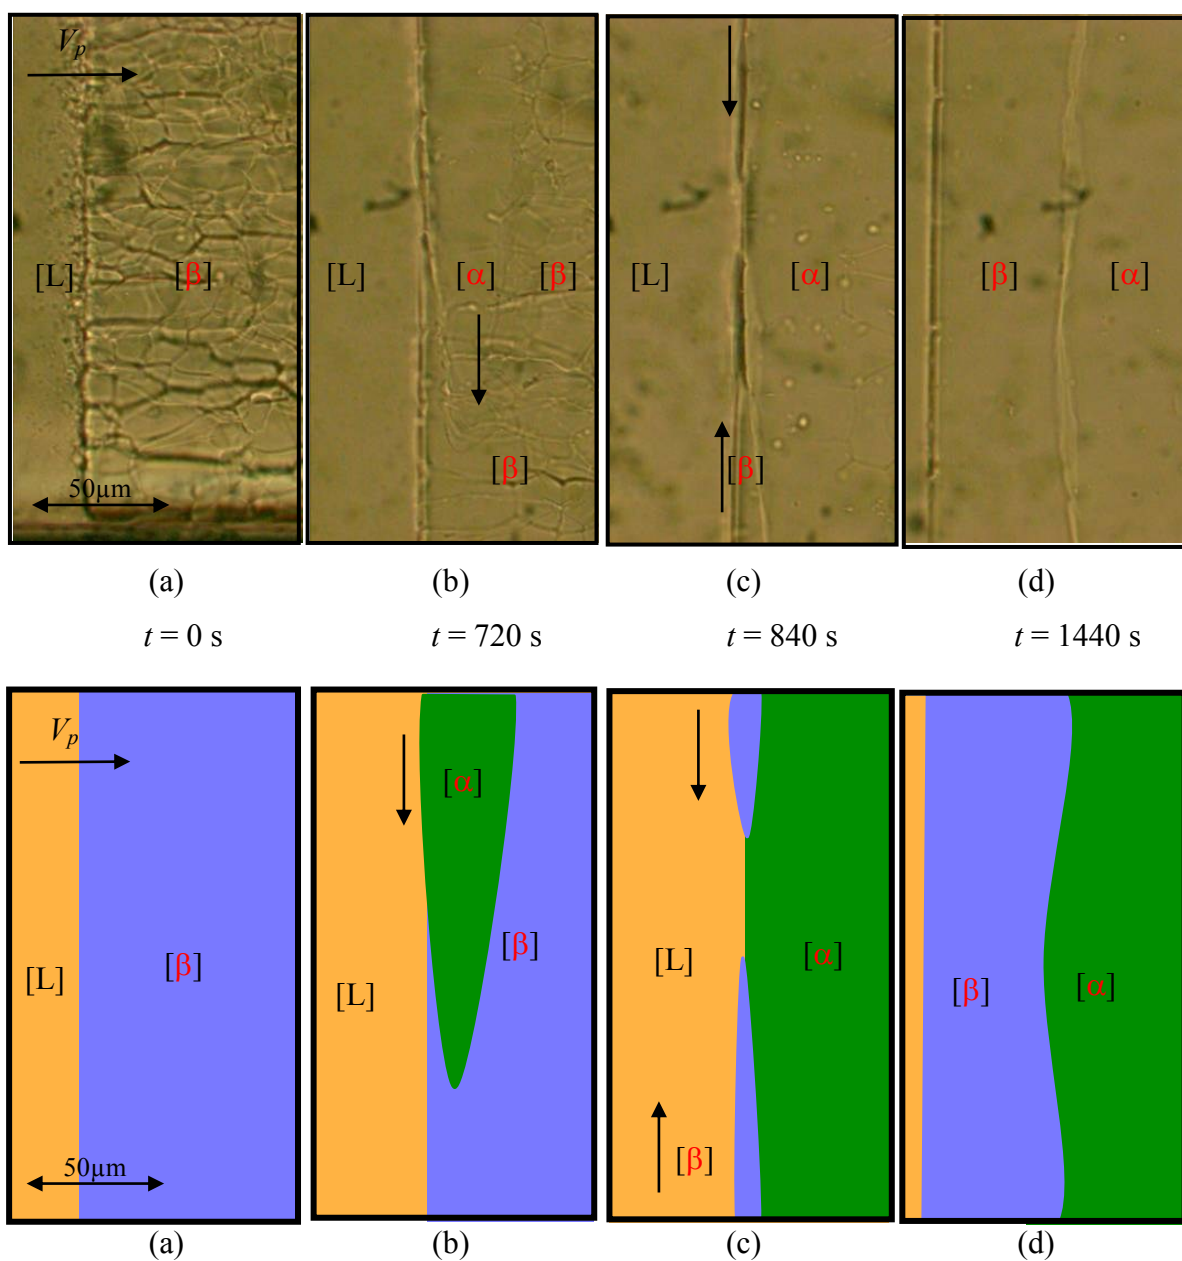 Vp
[L] [β] [L] [α] [β] [L] [α] [β] [α]
[β] [β]
50µm
(a) (b) (c) (d)
t = 0 s t = 720 s t = 840 s t = 1440 s
Vp
[α]
[β]
[L] [β] [L] [L] [α] [β] [α]
[β]
50µm
(a) (b) (c) (d)